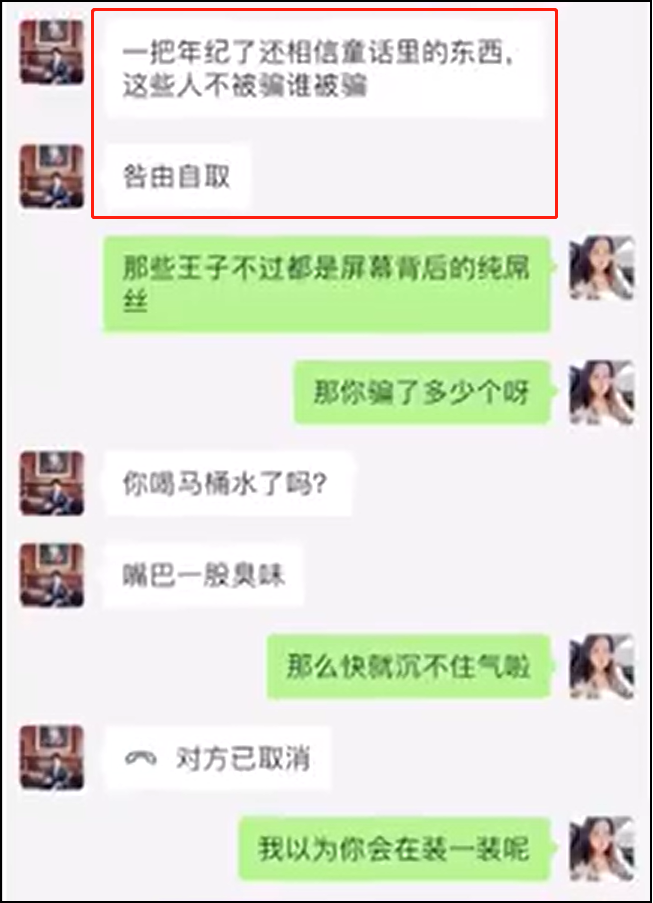 一把年纪了还相信童话里的东西,
这些人不被骗谁被骗
咎由自取
那些王子不过都是屏幕背后的纯屌
丝
那你骗了多少个呀
你喝马桶水了吗?
嘴巴一股臭味
那么快就沉不住气啦
对方已取消
我以为你会在装一装呢